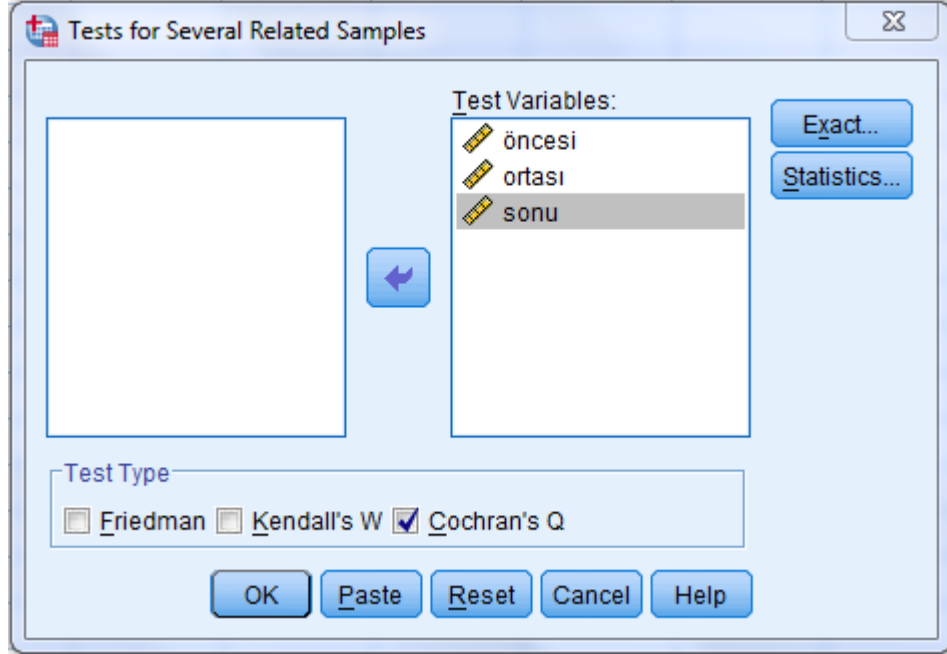 Tests for Several Related Samples
Test Variables:
öncesi
ortası
sonu
Exact...
Statistics...
Test Type
Friedman Kendall's W Cochran's Q
OK Paste Reset Cancel Help